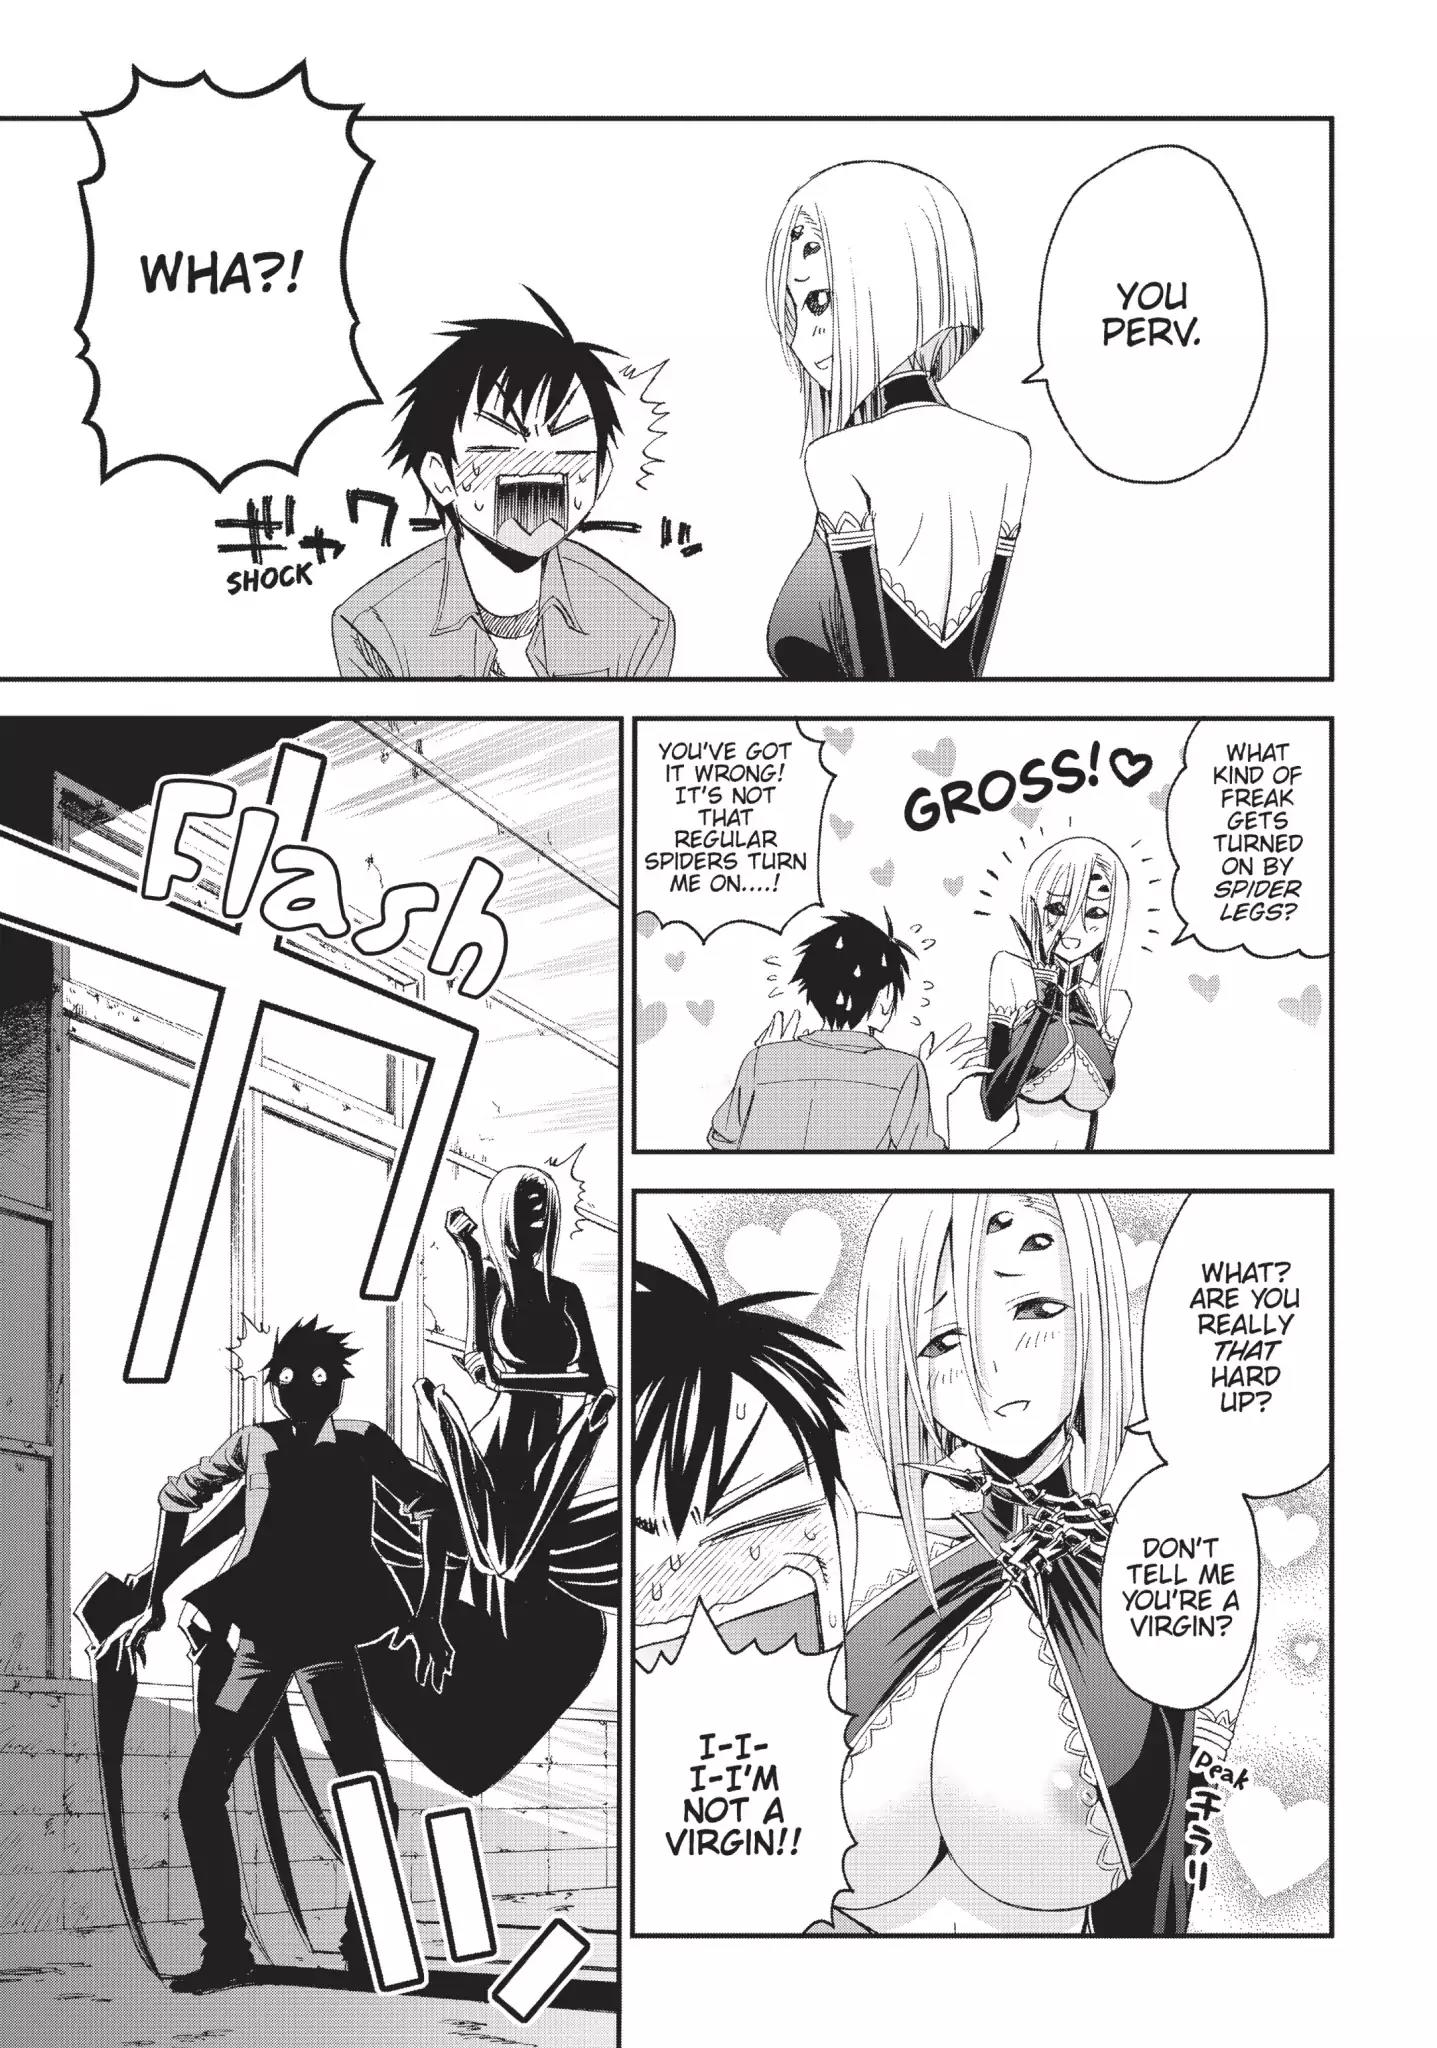 YOU
PERV.
WHA?!
ギャワーーッ!!
SHOCK
WHAT
KIND OF
FREAK
GETS
TURNED
ON BY
SPIDER
LEGS?
GROSS!♡
YOU'VE GOT
IT WRONG!
IT'S NOT
THAT
REGULAR
SPIDERS TURN
ME ON....!
WHAT?
ARE YOU
REALLY
THAT
HARD
UP?
DON'T
TELL ME
YOU'RE A
VIRGIN?
Peak
チラリ
I-I-
I-I'M
NOT A
VIRGIN!!
Flash